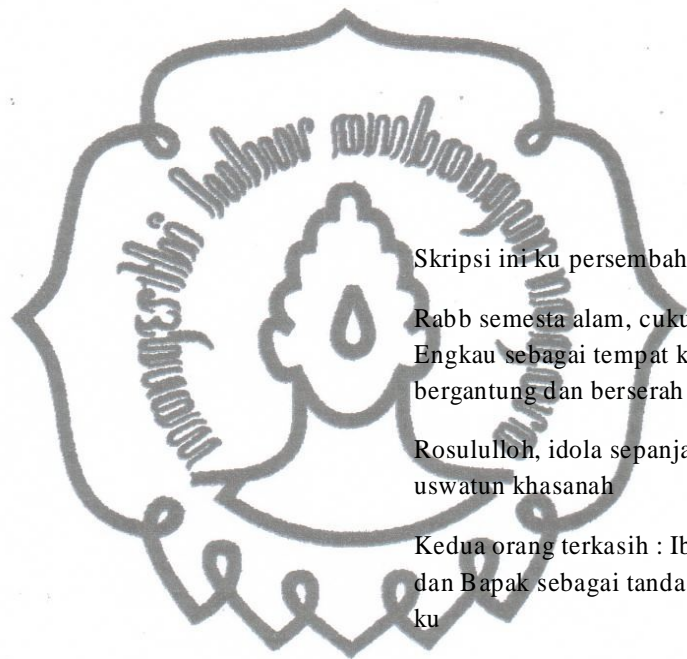 Skripsi ini ku persembah
Rabb semesta alam, cuku
Engkau sebagai tempat k
bergantung dan berserah
Rosululloh, idola sepanja
uswatun khasanah
Kedua orang terkasih : Ib
dan Bapak sebagai tanda
ku